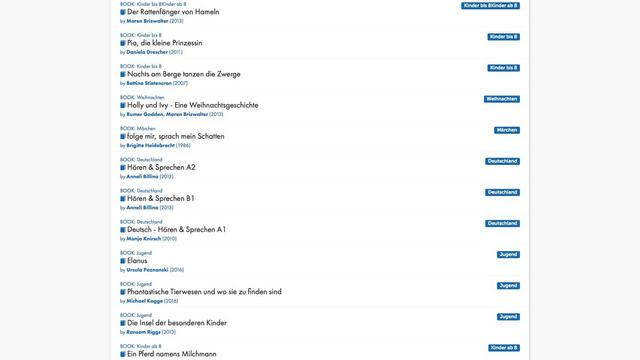 BOOK: Kinder bis 8Kinder ab 8
Kinder bis 8Kinder ab 8
Der Rattenfänger von Hameln
by Maren Briswalter (2013)
BOOK: Kinder bis 8
Kinder bis 8
Pia, die kleine Prinzessin
by Daniela Drescher (2011)
BOOK: Kinder bis 8
Kinder bis 8
Nachts am Berge tanzen die Zwerge
by Bettina Stietencron (2007)
BOOK: Weihnachten
Weihnachten
Holly und Ivy - Eine Weihnachtsgeschichte
by Rumer Godden, Maren Briswalter (2013)
BOOK: Märchen
Märchen
folge mir, sprach mein Schatten
by Brigitte Heidebrecht (1986)
BOOK: Deutschland
Deutschland
Hören & Sprechen A2
by Anneli Billina (2012)
BOOK: Deutschland
Deutschland
Hören & Sprechen B1
by Anneli Billina (2013)
BOOK: Deutschland
Deutschland
Deutsch - Hören & Sprechen A1
by Manja Knirsch (2010)
BOOK: Jugend
Jugend
Elanus
by Ursula Poznanski (2016)
BOOK: Jugend
Jugend
Phantastische Tierwesen und wo sie zu finden sind
by Michael Kogge (2016)
BOOK: Jugend
Jugend
Die Insel der besonderen Kinder
by Ransom Riggs (2013)
BOOK: Kinder ab 8
Kinder ab 8
Ein Pferd namens Milchmann